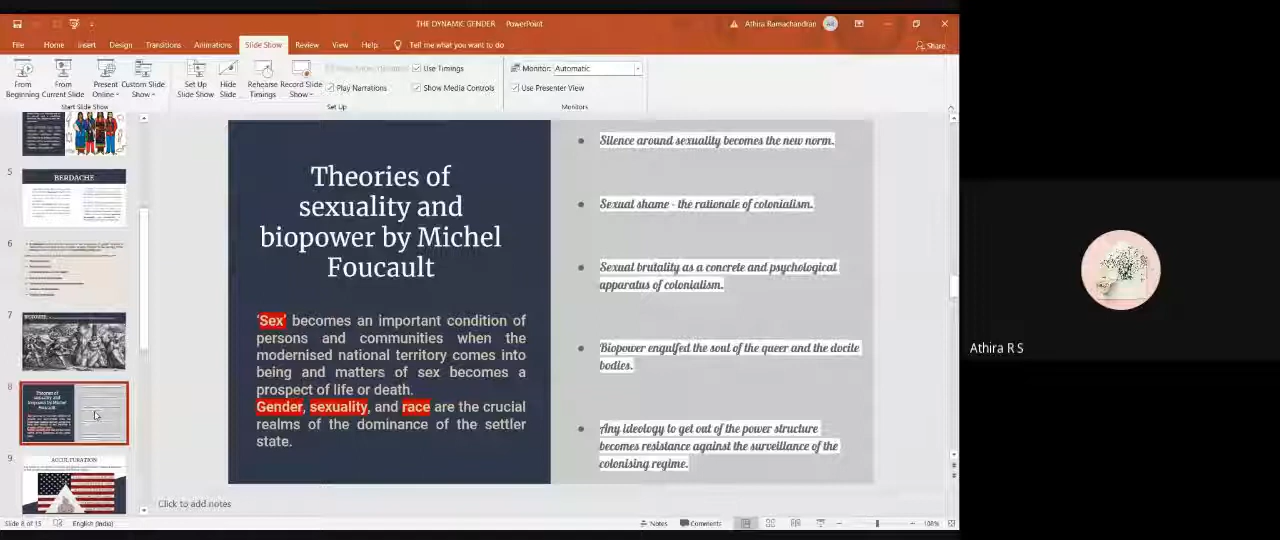 THE DYNAMIC GENDER - PowerPoint
Athira Ramachandran
AR
File Home Insert Design Transitions Animations Slide Show Review View Help Tell me what you want to do
Share
From Beginning
From Current Slide
Present Online
Custom Slide Show
Set Up Slide Show
Hide Slide
Rehearse Timings
Record Slide Show
Play Narrations
Use Timings
Show Media Controls
Monitor: Automatic
Use Presenter View
Start Slide Show
Set Up
Monitors
5
BERDACHE
6
7
8
9
ACCULTURATION
Theories of
sexuality and
biopower by Michel
Foucault
'Sex' becomes an important condition of
persons and communities when the
modernised national territory comes into
being and matters of sex becomes a
prospect of life or death.
Gender, sexuality, and race are the crucial
realms of the dominance of the settler
state.
Silence around sexuality becomes the new norm.
Sexual shame - the rationale of colonialism.
Sexual brutality as a concrete and psychological
apparatus of colonialism.
Biopower engulfed the soul of the queer and the docile
bodies.
Any ideology to get out of the power structure
becomes resistance against the surveillance of the
colonising regime.
Click to add notes
Slide 8 of 15
English (India)
Notes
Comments
108%
Athira R S